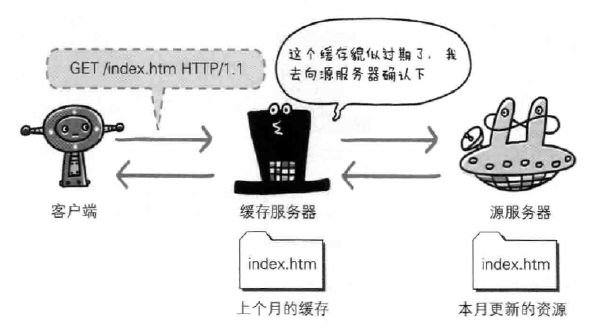 GET /index.htm HTTP/1.1
这个缓存貌似过期了，我
去向源服务器确认下
客户端
缓存服务器
源服务器
index.htm
index.htm
上个月的缓存
本月更新的资源